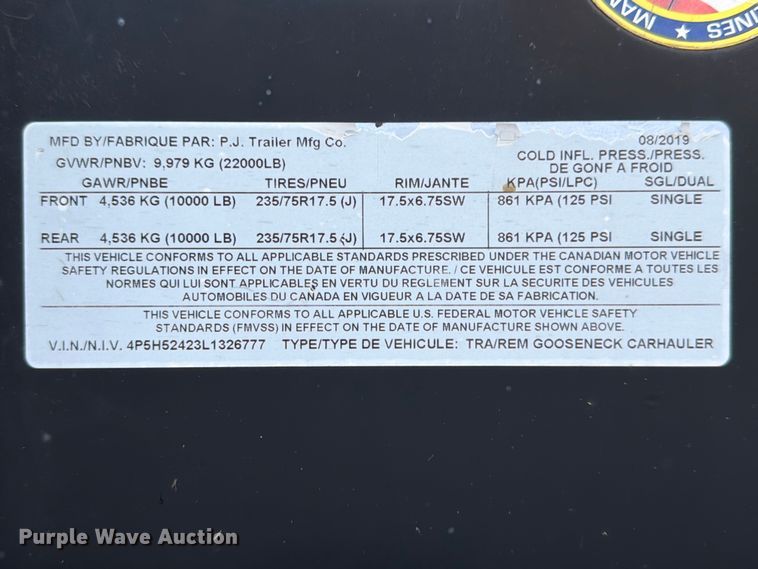 INES ★ MA
MFD BY/FABRIQUE PAR: P.J. Trailer Mfg Co. 08/2019
GVWR/PNBV: 9,979 KG (22000LB) COLD INFL. PRESS./PRESS.
DE GONF A FROID
GAWR/PNBE TIRES/PNEU RIM/JANTE KPA(PSI/LPC) SGL/DUAL
FRONT 4,536 KG (10000 LB) 235/75R17.5 (J) 17.5x6.75SW 861 KPA (125 PSI SINGLE
REAR 4,536 KG (10000 LB) 235/75R17.5 (J) 17.5x6.75SW 861 KPA (125 PSI SINGLE
THIS VEHICLE CONFORMS TO ALL APPLICABLE STANDARDS PRESCRIBED UNDER THE CANADIAN MOTOR VEHICLE
SAFETY REGULATIONS IN EFFECT ON THE DATE OF MANUFACTURE. / CE VEHICULE EST CONFORME A TOUTES LES
NORMES QUI LUI SONT APPLICABLES EN VERTU DU REGLEMENT SUR LA SECURITE DES VEHICULES
AUTOMOBILES DU CANADA EN VIGUEUR A LA DATE DE SA FABRICATION.
THIS VEHICLE CONFORMS TO ALL APPLICABLE U.S. FEDERAL MOTOR VEHICLE SAFETY
STANDARDS (FMVSS) IN EFFECT ON THE DATE OF MANUFACTURE SHOWN ABOVE.
V.I.N./N.I.V. 4P5H52423L1326777 TYPE/TYPE DE VEHICULE: TRA/REM GOOSENECK CARHAULER
Purple Wave Auction